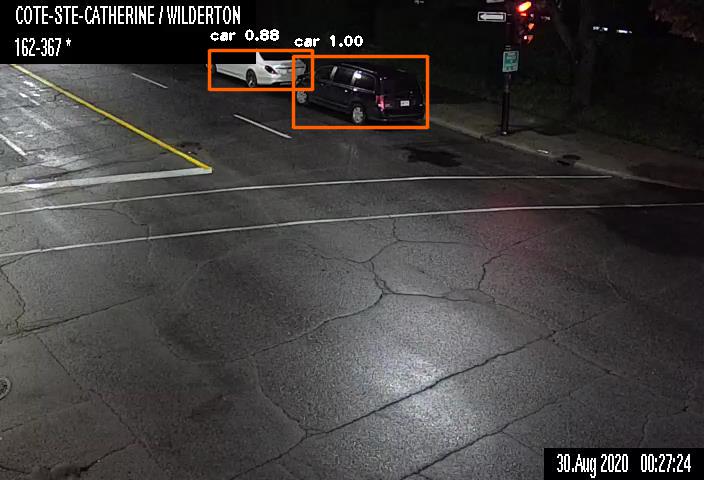 COTE-STE-CATHERINE / WILDERTON
162-367 *
car 0.88
car 1.00
30.Aug 2020 00:27:24